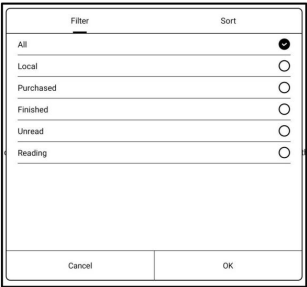 Filter Sort
All
Local
Purchased
Finished
Unread
Reading
Cancel OK